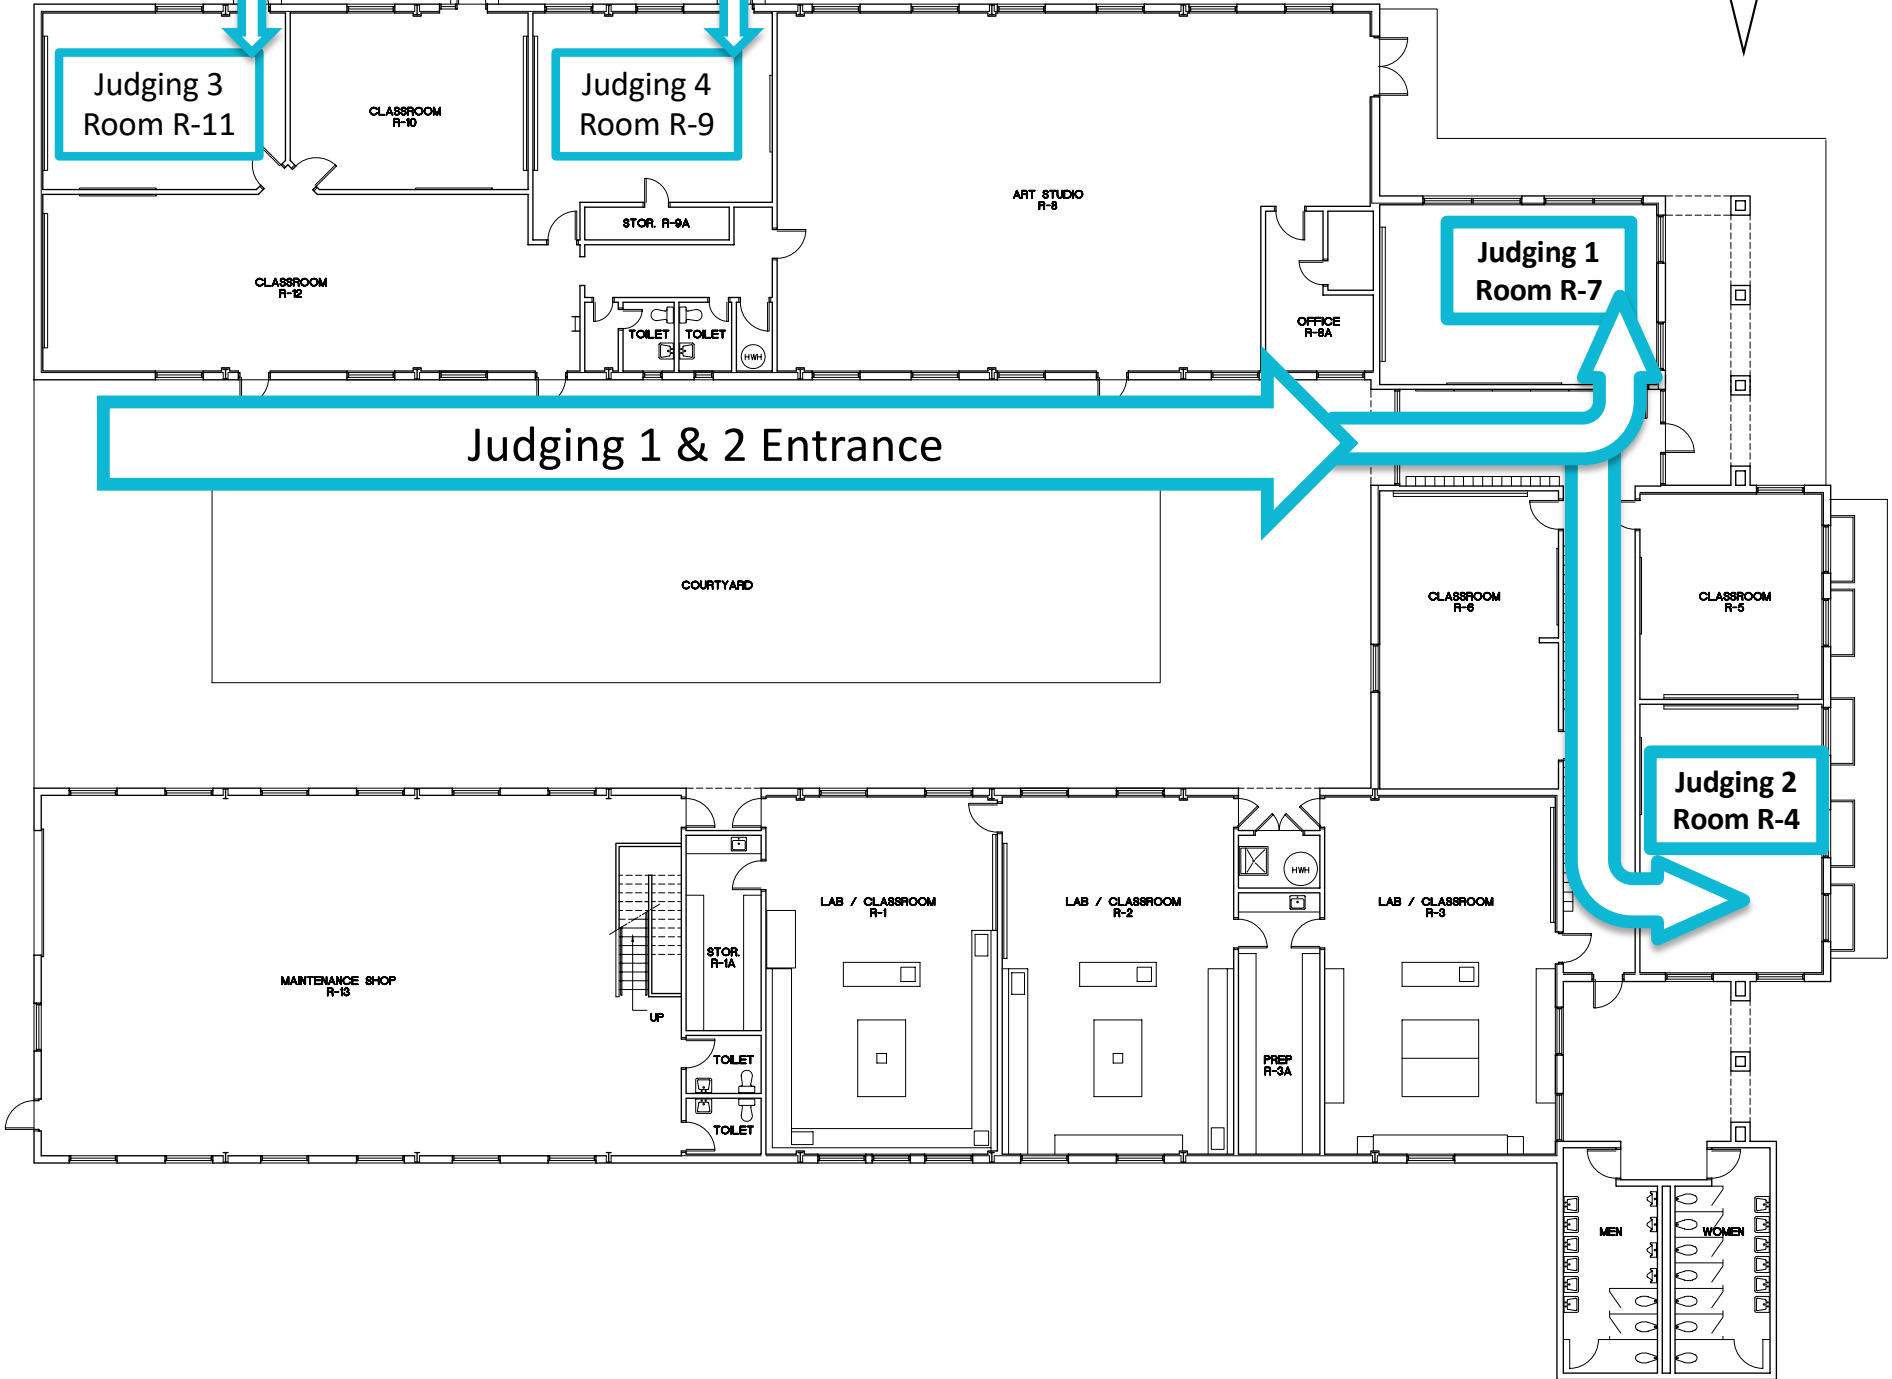 Judging 3
Room R-11
CLASSROOM
R-10
Judging 4
Room R-9
ART STUDIO
R-8
STOR. R-9A
CLASSROOM
R-12
TOILET
TOILET
HWH
OFFICE
R-8A
Judging 1
Room R-7
Judging 1 & 2 Entrance
COURTYARD
CLASSROOM
R-6
CLASSROOM
R-5
Judging 2
Room R-4
MAINTENANCE SHOP
R-13
UP
STOR.
R-1A
TOILET
TOILET
LAB / CLASSROOM
R-1
LAB / CLASSROOM
R-2
HWH
PREP
R-3A
LAB / CLASSROOM
R-3
MEN
WOMEN